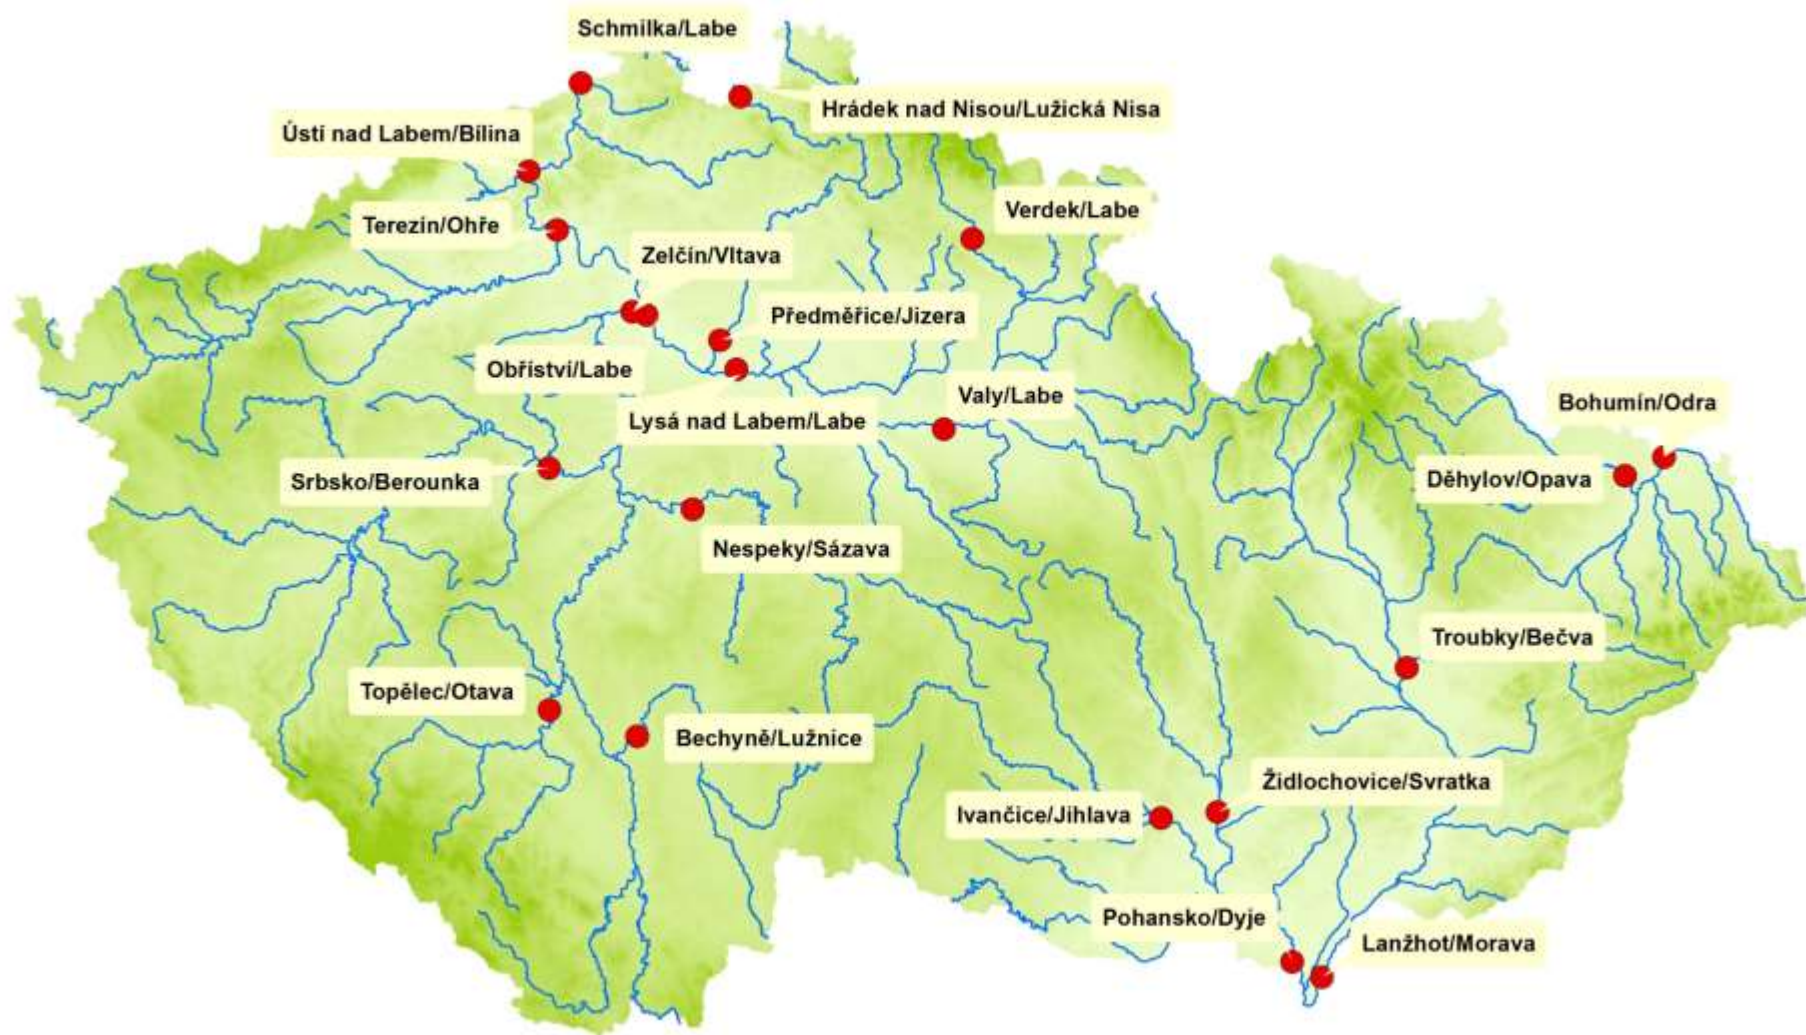 Schmilka/Labe
Hrádek nad Nisou/Lužická Nisa
Ústí nad Labem/Bílina
Verdek/Labe
Terezín/Ohře
Zelčín/Vltava
Předměřice/Jizera
Obříství/Labe
Valy/Labe
Bohumín/Odra
Lysá nad Labem/Labe
Děhylov/Opava
Srbsko/Berounka
Nespeky/Sázava
Troubky/Bečva
Topělec/Otava
Bechyně/Lužnice
Židlochovice/Svratka
Ivančice/Jihlava
Pohansko/Dyje
Lanžhot/Morava